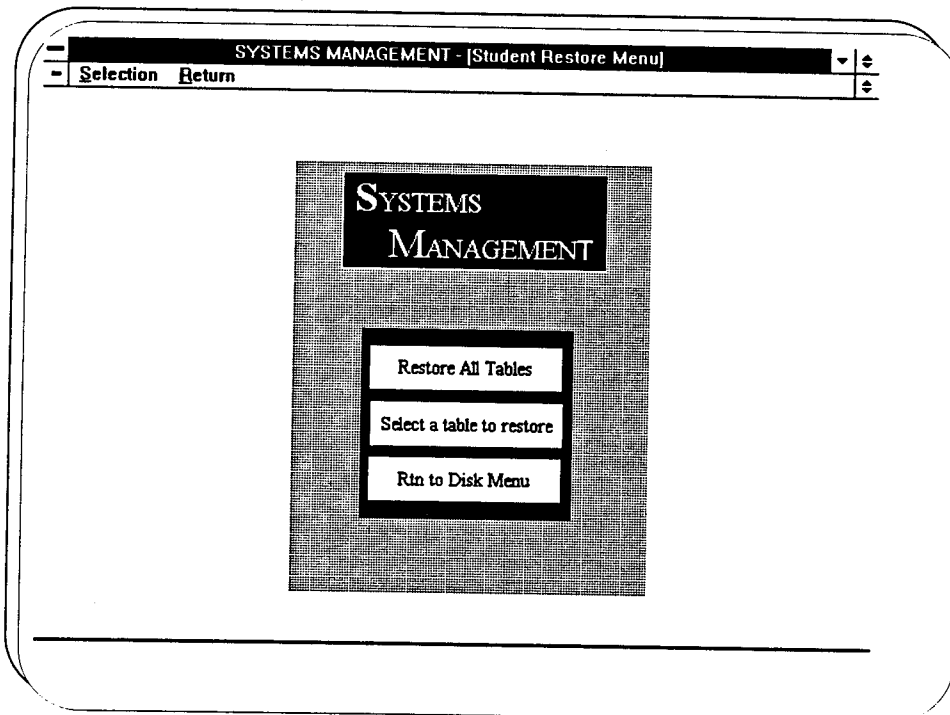 SYSTEMS MANAGEMENT - [Student Restore Menu]
Selection Return
SYSTEMS
MANAGEMENT
Restore All Tables
Select a table to restore
Rtn to Disk Menu